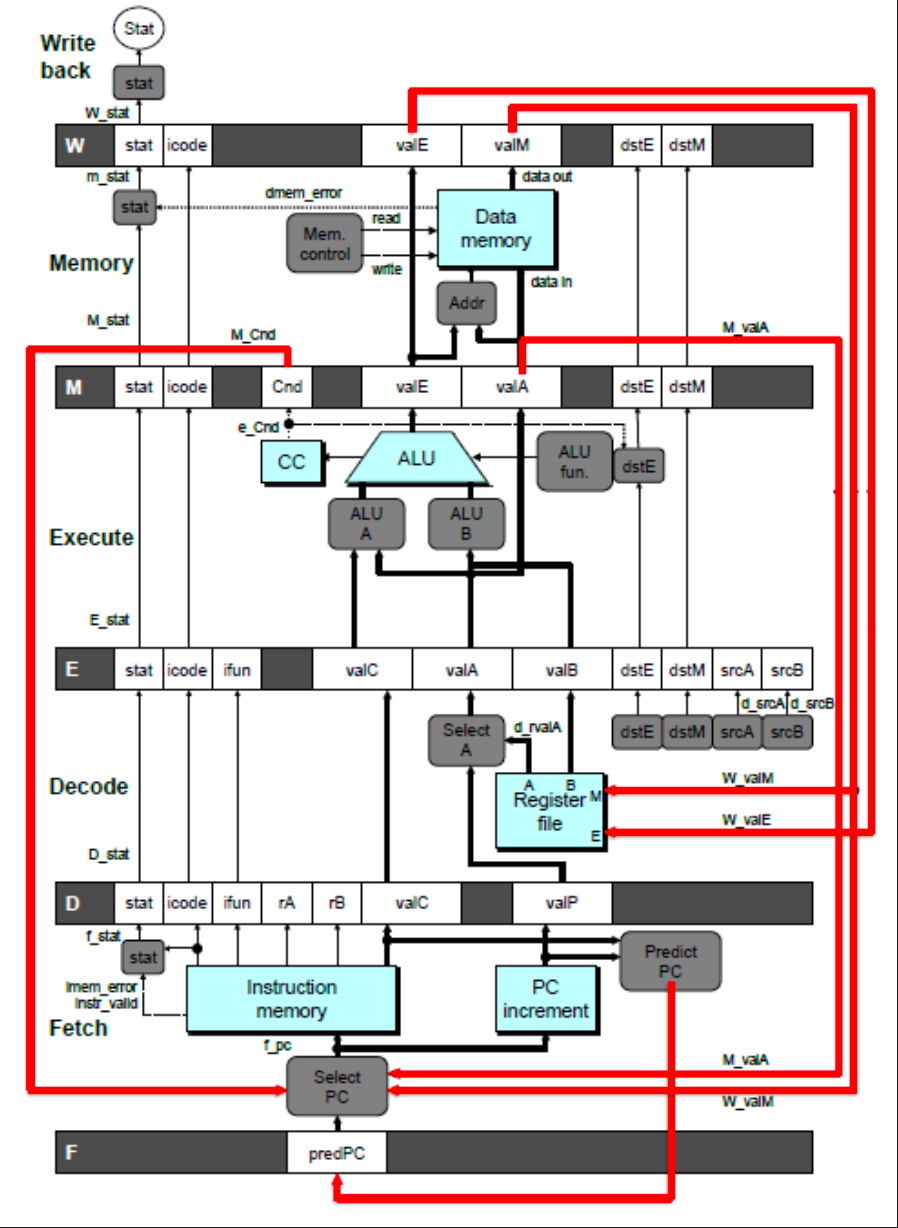 Stat
Write
back
stat
W_stat
W stat icode valE valM dstE dstM
m_stat
data out
dmem_error
stat
read
Data
memory
Mem.
control
write
Memory
data in
Addr
M_stat
M_Cnd
M_valA
M stat icode Cnd valE valA dstE dstM
e_Cnd
CC
ALU
ALU
fun.
dstE
ALU
A
ALU
B
Execute
E_stat
E stat icode ifun valC valA valB dstE dstM srcA srcB
d_srcA d_srcB
Select
A
d_rvalA
dstE dstM srcA srcB
Decode
A B
Register
file
M
E
W_valM
W_valE
D_stat
D stat icode ifun rA rB valC valP
f_stat
stat
Predict
PC
Imem_error
Instr_valid
Instruction
memory
PC
increment
Fetch
f_pc
Select
PC
M_valA
W_valM
F predPC